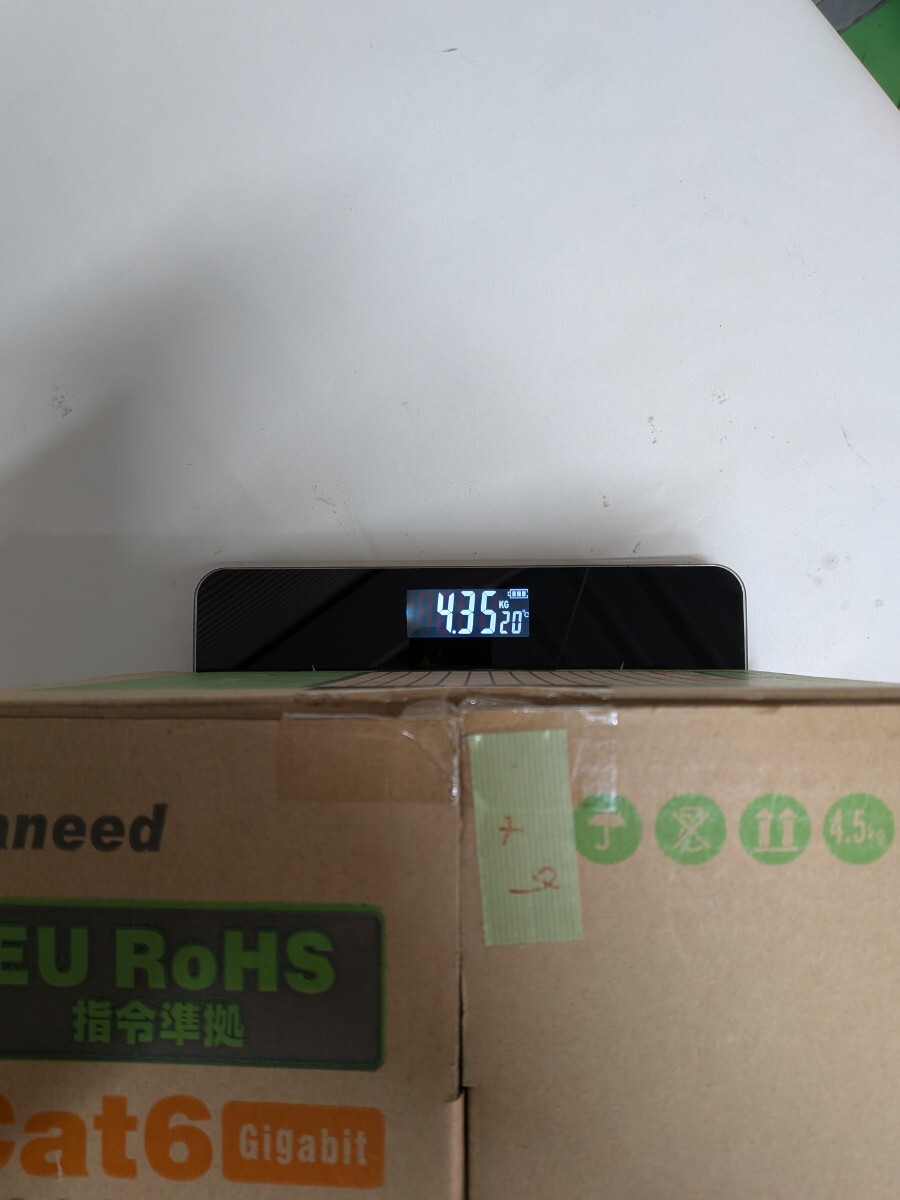 4.35 KG
20°C
aneed
4.5kg
EU RoHS
指令準拠
Cat6 Gigabit